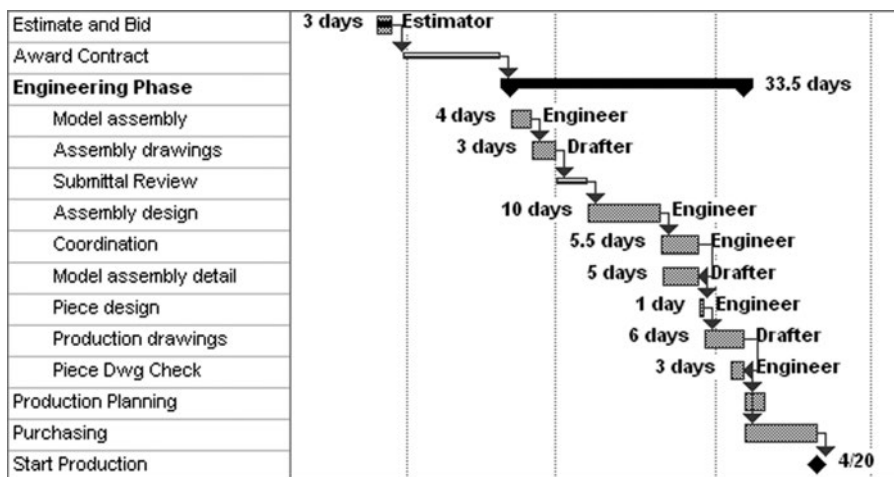 Estimate and Bid 3 days Estimator
Award Contract
Engineering Phase 33.5 days
Model assembly 4 days Engineer
Assembly drawings 3 days Drafter
Submittal Review
Assembly design 10 days Engineer
Coordination 5.5 days Engineer
Model assembly detail 5 days Drafter
Piece design 1 day Engineer
Production drawings 6 days Drafter
Piece Dwg Check 3 days Engineer
Production Planning
Purchasing
Start Production 4/20